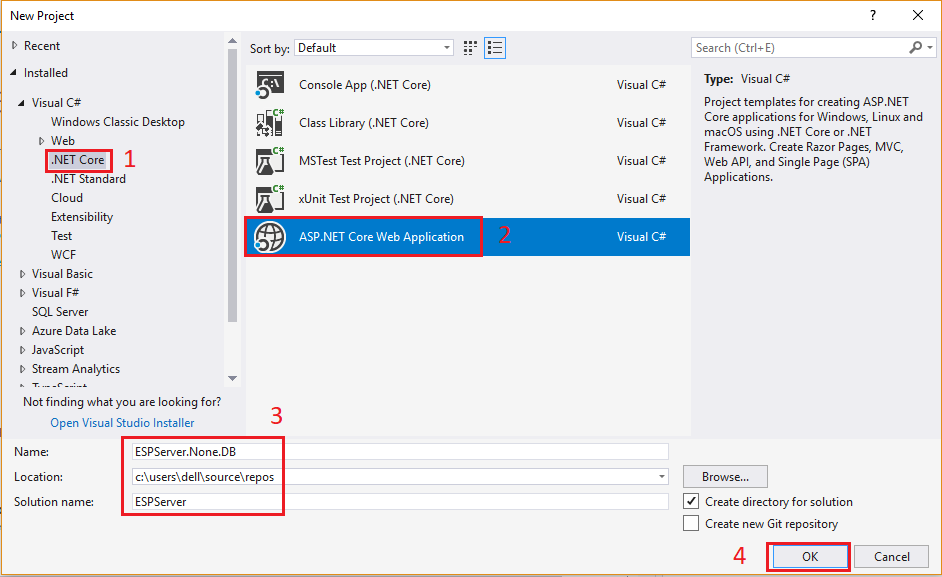 New Project
?
Recent
Installed
Visual C#
Windows Classic Desktop
Web
.NET Core 1
.NET Standard
Cloud
Extensibility
Test
WCF
Visual Basic
Visual F#
SQL Server
Azure Data Lake
JavaScript
Stream Analytics
TypeScript
Not finding what you are looking for?
Open Visual Studio Installer
Sort by: Default
Console App (.NET Core) Visual C#
Class Library (.NET Core) Visual C#
MSTest Test Project (.NET Core) Visual C#
xUnit Test Project (.NET Core) Visual C#
ASP.NET Core Web Application 2 Visual C#
Search (Ctrl+E)
Type: Visual C#
Project templates for creating ASP.NET
Core applications for Windows, Linux and
macOS using .NET Core or .NET
Framework. Create Razor Pages, MVC,
Web API, and Single Page (SPA)
Applications.
3
Name: ESPServer.None.DB
Location: c:\users\dell\source\repos
Solution name: ESPServer
Browse...
Create directory for solution
Create new Git repository
4 OK Cancel